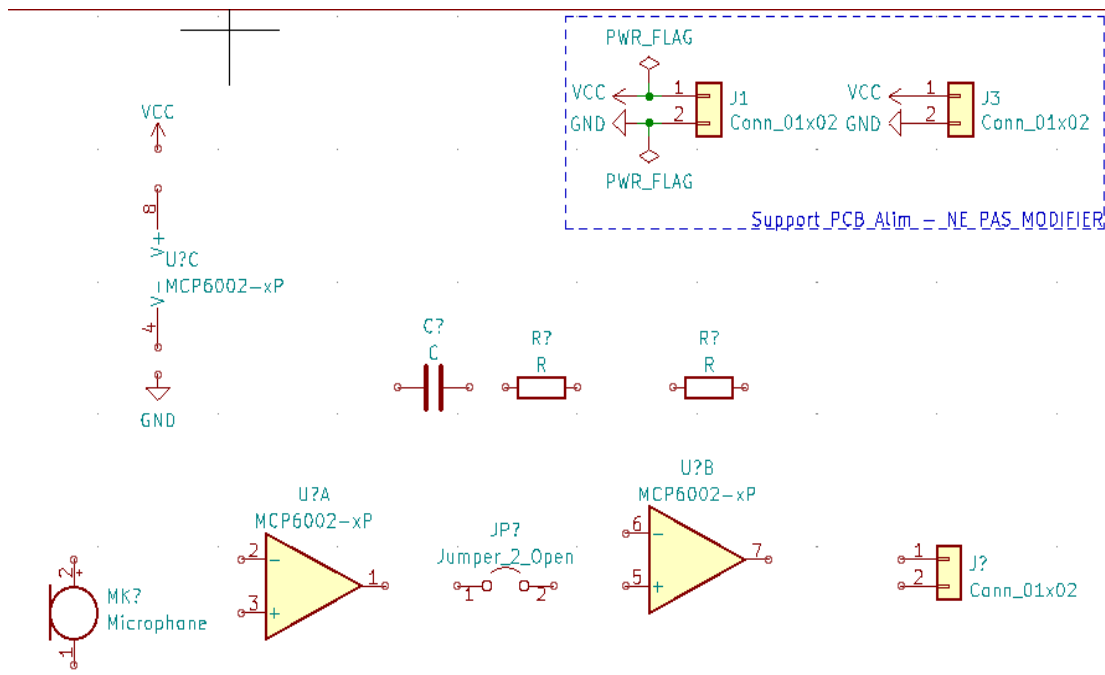 PWR_FLAG
VCC 1 J1
GND 2 Conn_01x02
PWR_FLAG
VCC 1 J3
GND 2 Conn_01x02
Support PCB Alim – NE PAS MODIFIER
VCC
8
V+
U?C
MCP6002-xP
V-
4
GND
C?
C
R?
R
R?
R
U?A
MCP6002-xP
2 -
3 +
1
JP?
Jumper_2_Open
1 2
U?B
MCP6002-xP
6 -
5 +
7
1 J?
2 Conn_01x02
2 +
MK?
Microphone
1